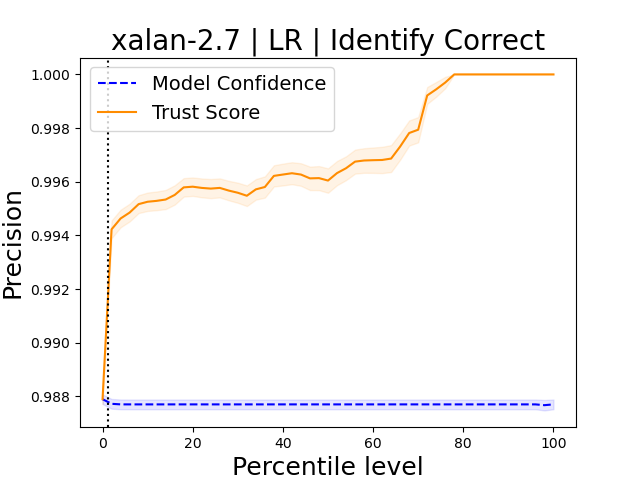 xalan-2.7 | LR | Identify Correct
Model Confidence
Trust Score
Precision
1.000
0.998
0.996
0.994
0.992
0.990
0.988
0
20
40
60
80
100
Percentile level